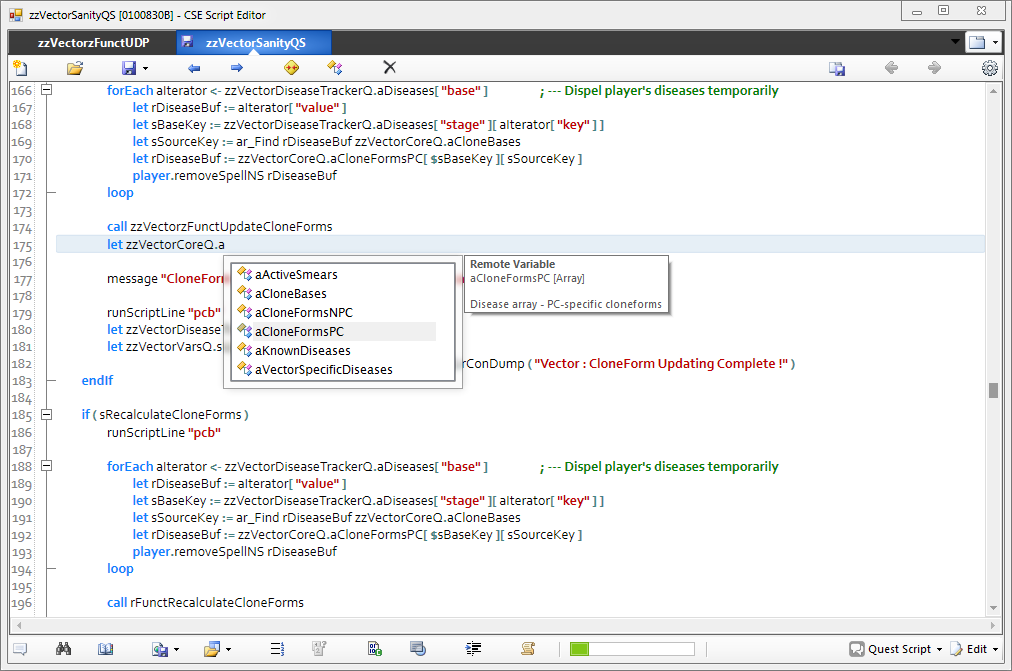 zzVectorSanityQS [0100830B] - CSE Script Editor
zzVectorzFunctUDP zzVectorSanityQS
166 forEach aIterator <- zzVectorDiseaseTrackerQ.aDiseases[ "base" ] ; --- Dispel player's diseases temporarily
167 let rDiseaseBuf := aIterator[ "value" ]
168 let sBaseKey := zzVectorDiseaseTrackerQ.aDiseases[ "stage" ][ aIterator[ "key" ] ]
169 let sSourceKey := ar_Find rDiseaseBuf zzVectorCoreQ.aCloneBases
170 let rDiseaseBuf := zzVectorCoreQ.aCloneFormsPC[ $sBaseKey ][ sSourceKey ]
171 player.removeSpellNS rDiseaseBuf
172 loop
173
174 call zzVectorzFunctUpdateCloneForms
175 let zzVectorCoreQ.a
176
177 message "CloneForm
178
179 runScriptLine "pcb"
180 let zzVectorDiseaseT
181 let zzVectorVarsQ.s
182 rConDump ( "Vector : CloneForm Updating Complete !" )
183 endIf
184
185 if ( sRecalculateCloneForms )
186 runScriptLine "pcb"
187
188 forEach aIterator <- zzVectorDiseaseTrackerQ.aDiseases[ "base" ] ; --- Dispel player's diseases temporarily
189 let rDiseaseBuf := aIterator[ "value" ]
190 let sBaseKey := zzVectorDiseaseTrackerQ.aDiseases[ "stage" ][ aIterator[ "key" ] ]
191 let sSourceKey := ar_Find rDiseaseBuf zzVectorCoreQ.aCloneBases
192 let rDiseaseBuf := zzVectorCoreQ.aCloneFormsPC[ $sBaseKey ][ sSourceKey ]
193 player.removeSpellNS rDiseaseBuf
194 loop
195
196 call rFunctRecalculateCloneForms
aActiveSmears
aCloneBases
aCloneFormsNPC
aCloneFormsPC
aKnownDiseases
aVectorSpecificDiseases
Remote Variable
aCloneFormsPC [Array]
Disease array - PC-specific cloneforms
Quest Script Edit